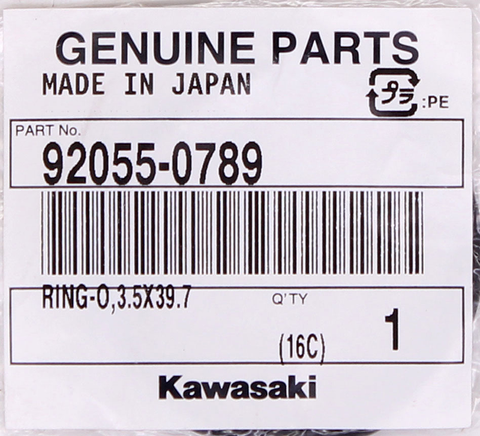 GENUINE PARTS
MADE IN JAPAN
プラ :PE
PART No.
92055-0789
RING-O,3.5X39.7
Q'TY
(16C) 1
Kawasaki